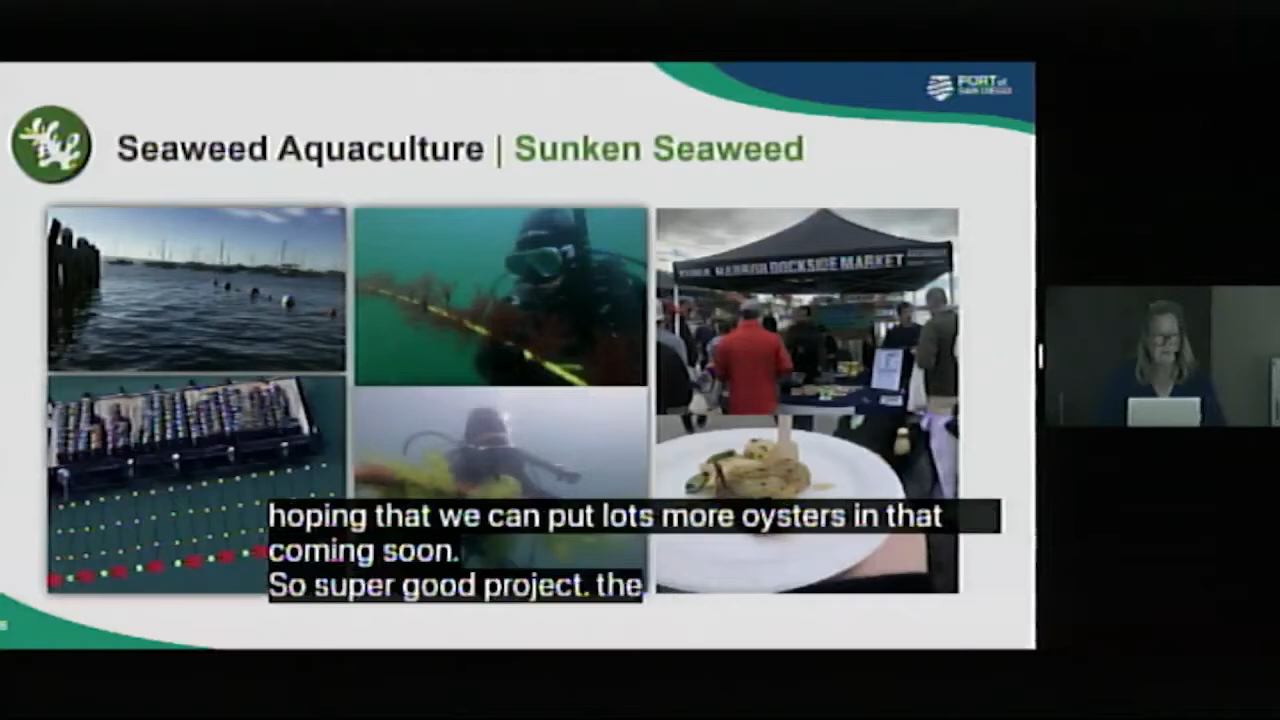 PORT of
SAN DIEGO
Seaweed Aquaculture | Sunken Seaweed
HARBOR DOCKSIDE MARKET
hoping that we can put lots more oysters in that
coming soon.
So super good project. the